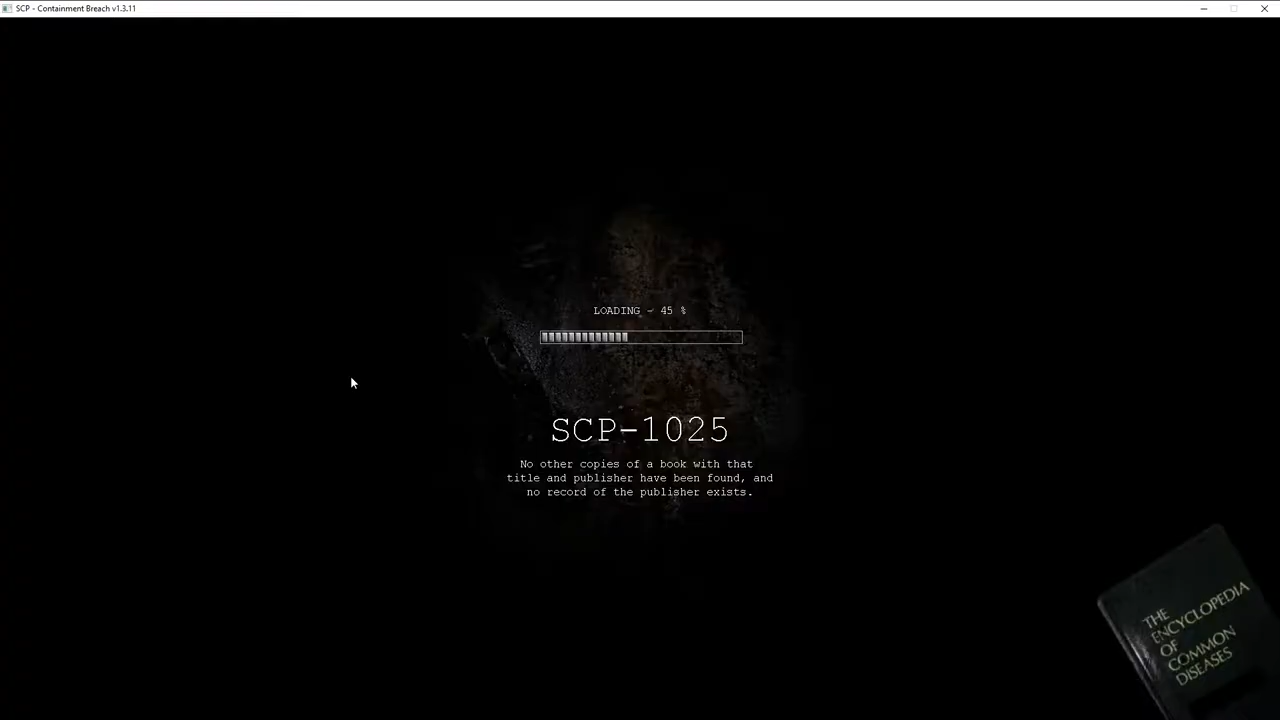 SCP - Containment Breach v1.3.11
LOADING - 45 %
SCP-1025
No other copies of a book with that
title and publisher have been found, and
no record of the publisher exists.
THE
ENCYCLOPEDIA
OF
COMMON
DISEASES